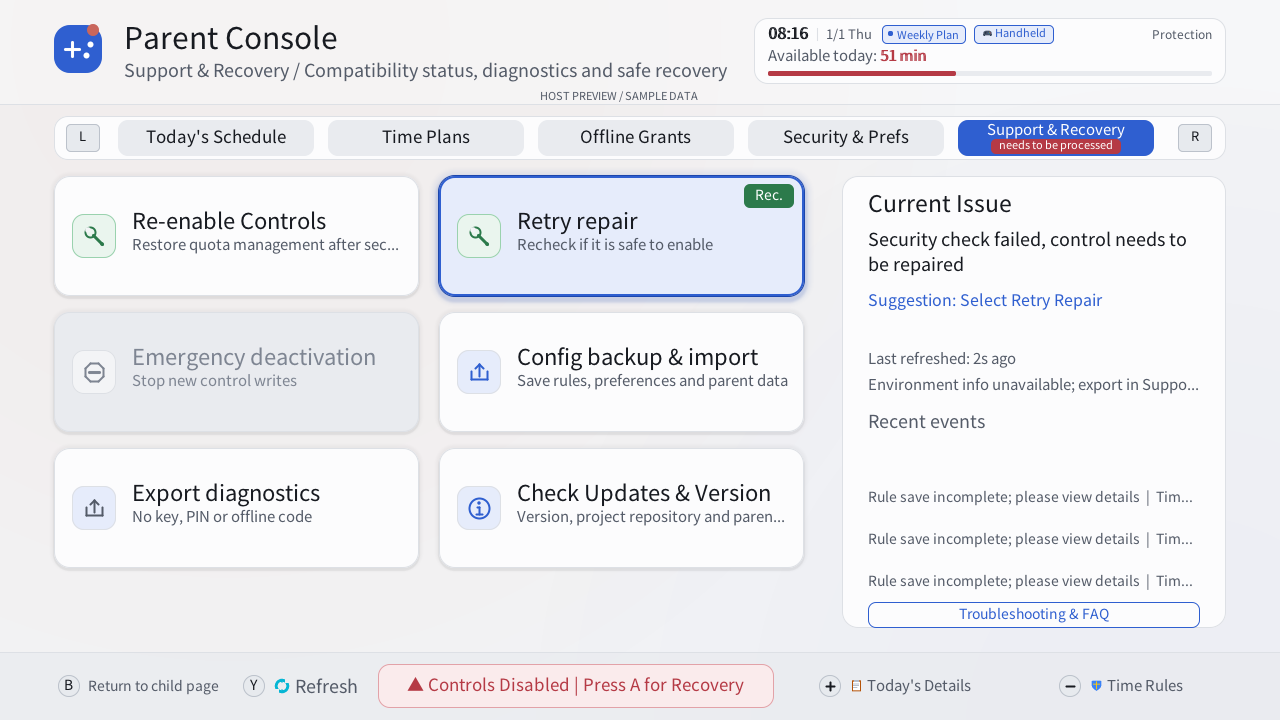 Parent Console
Support & Recovery / Compatibility status, diagnostics and safe recovery
08:16 | 1/1 Thu Weekly Plan Handheld Protection
Available today: 51 min
HOST PREVIEW / SAMPLE DATA
L Today's Schedule Time Plans Offline Grants Security & Prefs Support & Recovery R
needs to be processed
Re-enable Controls
Restore quota management after sec...
Rec.
Retry repair
Recheck if it is safe to enable
Emergency deactivation
Stop new control writes
Config backup & import
Save rules, preferences and parent data
Export diagnostics
No key, PIN or offline code
Check Updates & Version
Version, project repository and paren...
Current Issue
Security check failed, control needs to
be repaired
Suggestion: Select Retry Repair
Last refreshed: 2s ago
Environment info unavailable; export in Suppo...
Recent events
Rule save incomplete; please view details | Tim...
Rule save incomplete; please view details | Tim...
Rule save incomplete; please view details | Tim...
Troubleshooting & FAQ
B Return to child page Y Refresh Controls Disabled | Press A for Recovery + Today's Details − Time Rules